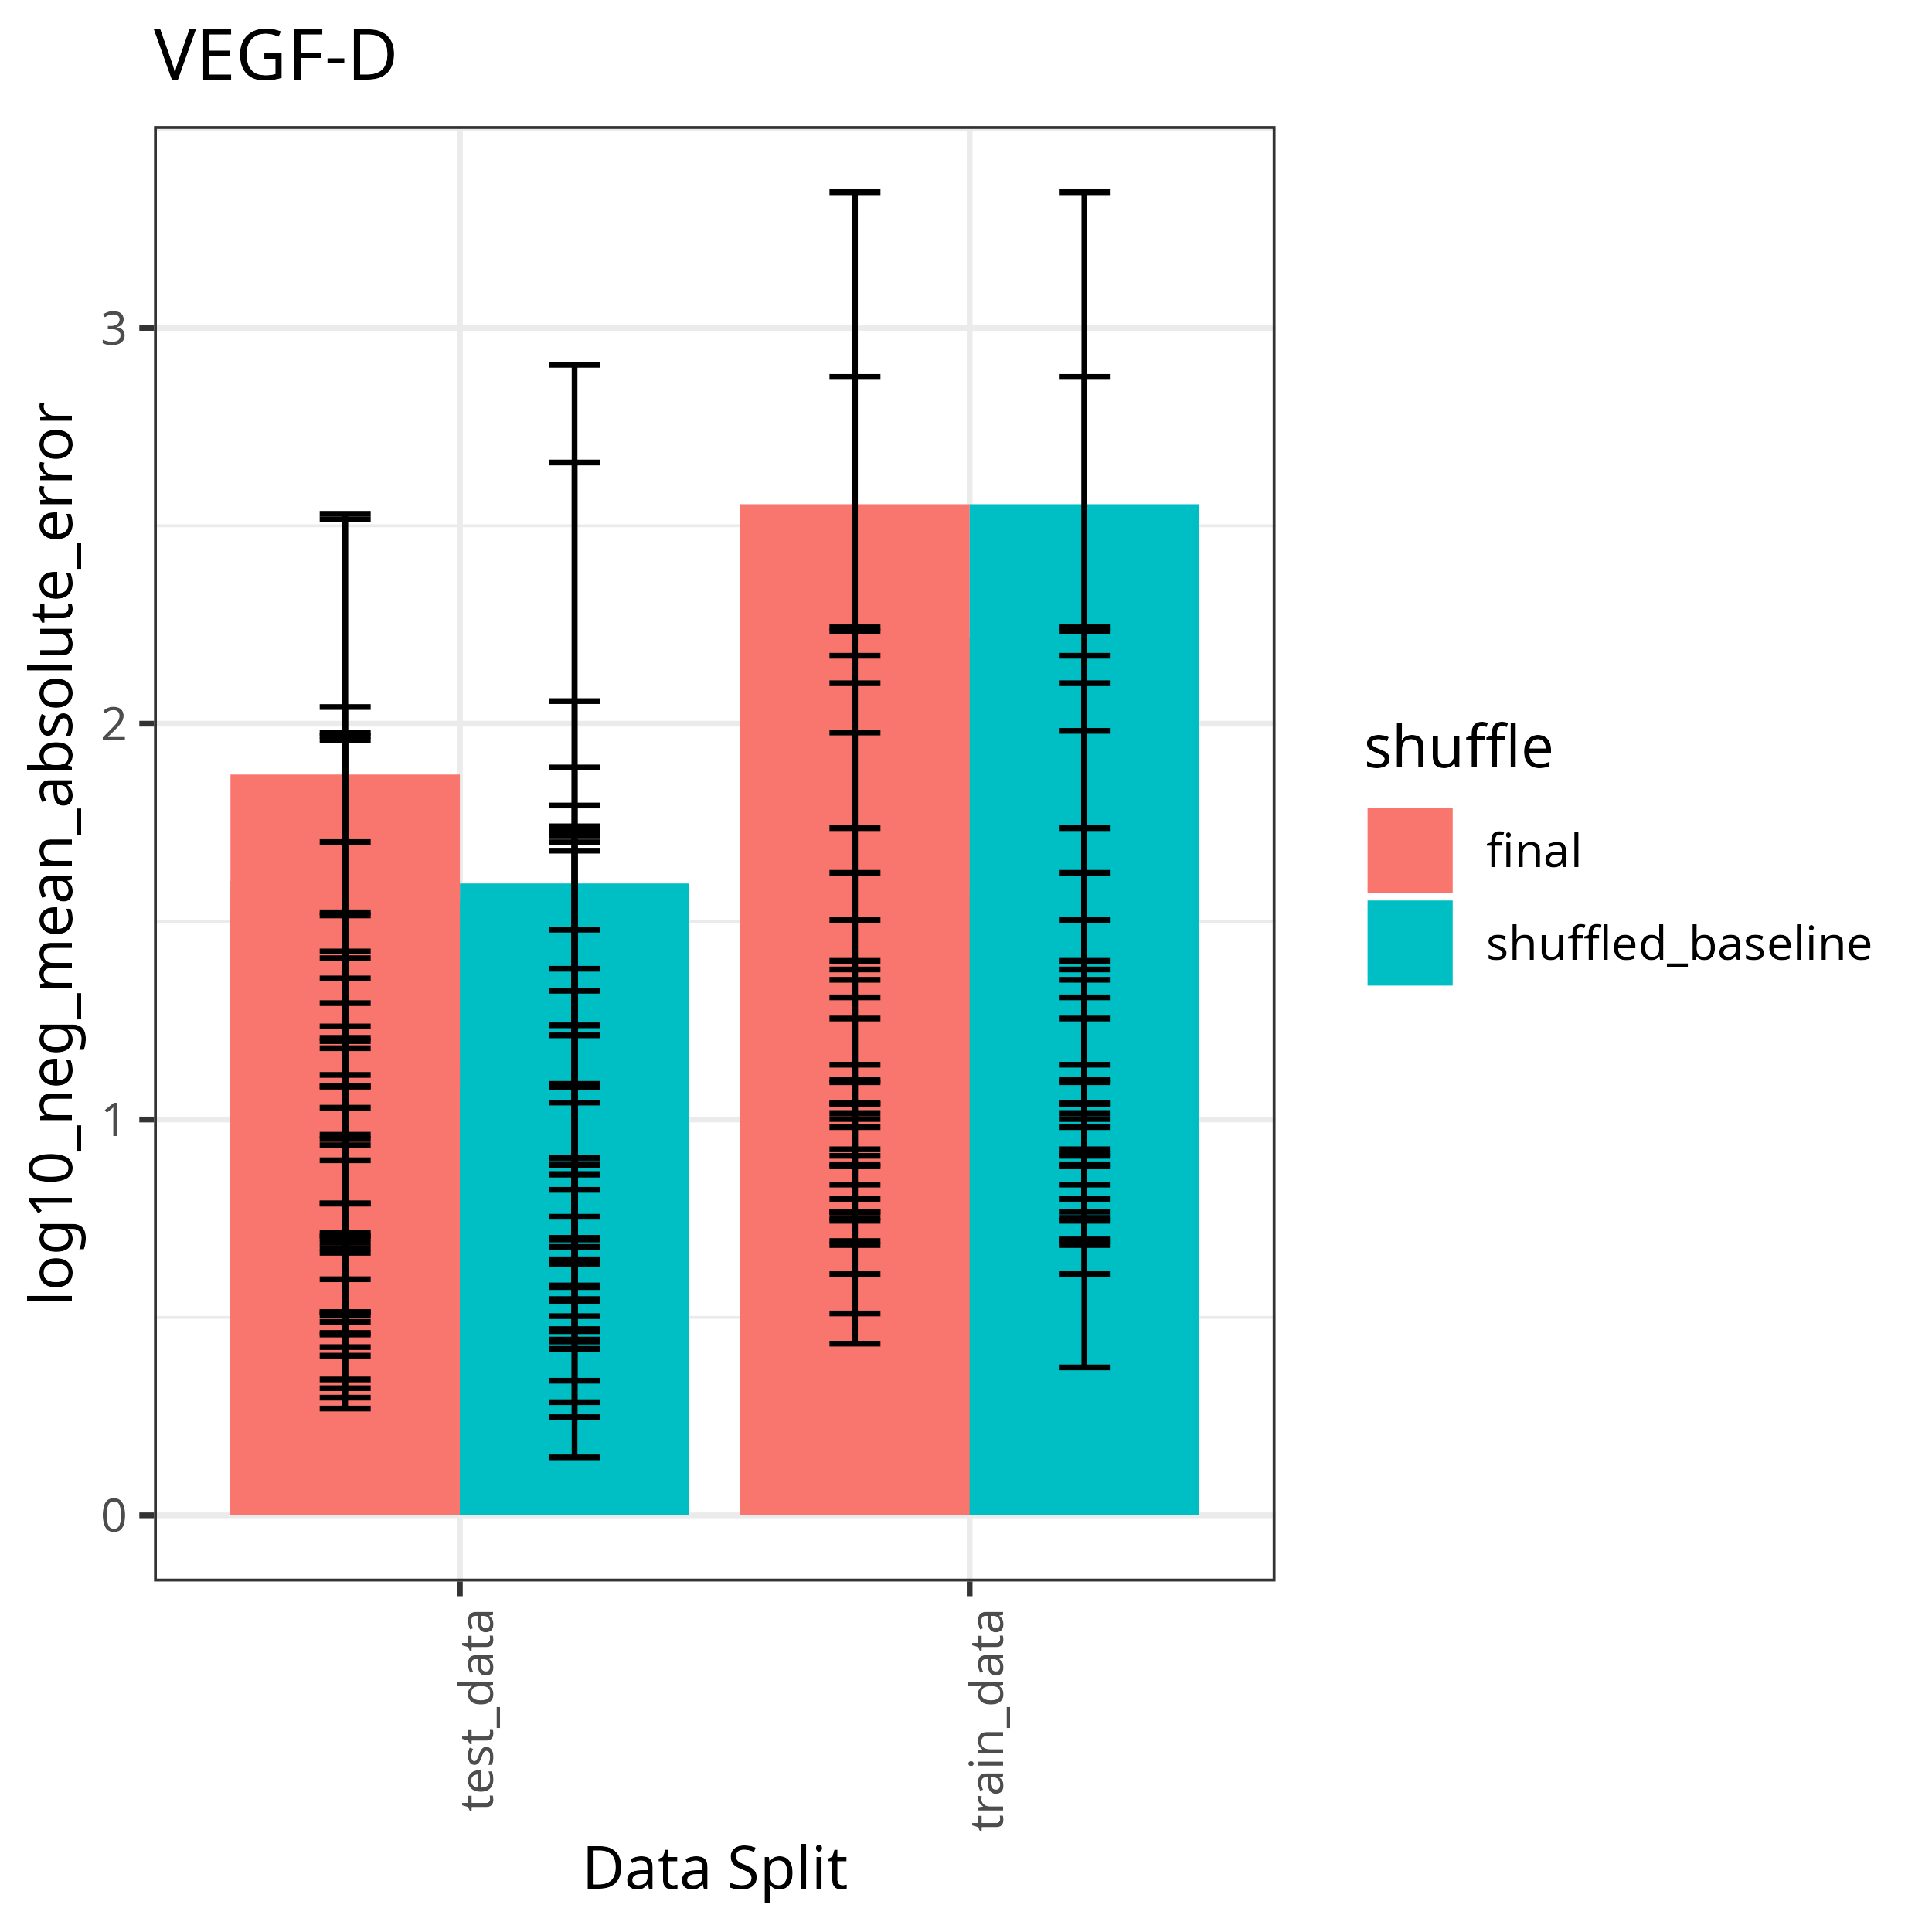 VEGF-D
log10_neg_mean_absolute_error
3
2
1
0
test_data
train_data
Data Split
shuffle
final
shuffled_baseline